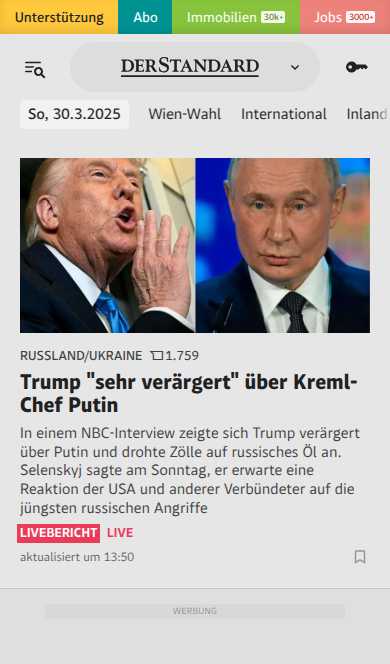 Unterstützung Abo Immobilien 30k+ Jobs 3000+
DERSTANDARD
So, 30.3.2025 Wien-Wahl International Inland
RUSSLAND/UKRAINE 1.759
Trump "sehr verärgert" über Kreml-
Chef Putin
In einem NBC-Interview zeigte sich Trump verärgert
über Putin und drohte Zölle auf russisches Öl an.
Selenskyj sagte am Sonntag, er erwarte eine
Reaktion der USA und anderer Verbündeter auf die
jüngsten russischen Angriffe
LIVEBERICHT LIVE
aktualisiert um 13:50
WERBUNG